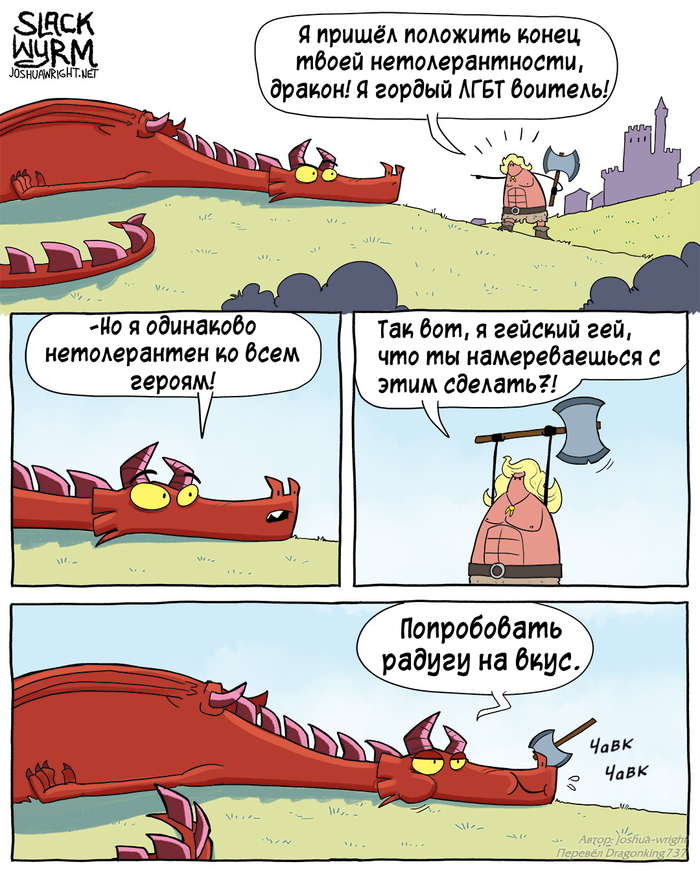 SLACK
WYRM
JOSHUAWRIGHT.NET
Я пришёл положить конец
твоей нетолерантности,
дракон! Я гордый ЛГБТ воитель!
-Но я одинаково
нетолерантен ко всем
героям!
Так вот, я гейский гей,
что ты намереваешься с
этим сделать?!
Попробовать
радугу на вкус.
Чавк
Чавк
Автор: Joshua-wright
Перевёл Dragonking737